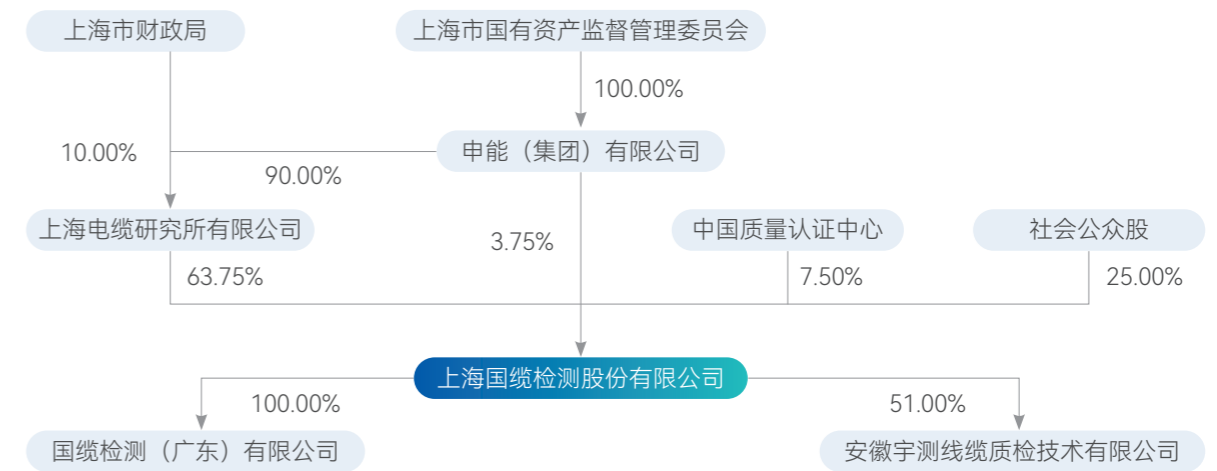 上海市财政局
上海市国有资产监督管理委员会
100.00%
10.00%
申能（集团）有限公司
90.00%
上海电缆研究所有限公司
3.75%
中国质量认证中心
社会公众股
63.75%
7.50%
25.00%
上海国缆检测股份有限公司
100.00%
51.00%
国缆检测（广东）有限公司
安徽宇测线缆质检技术有限公司